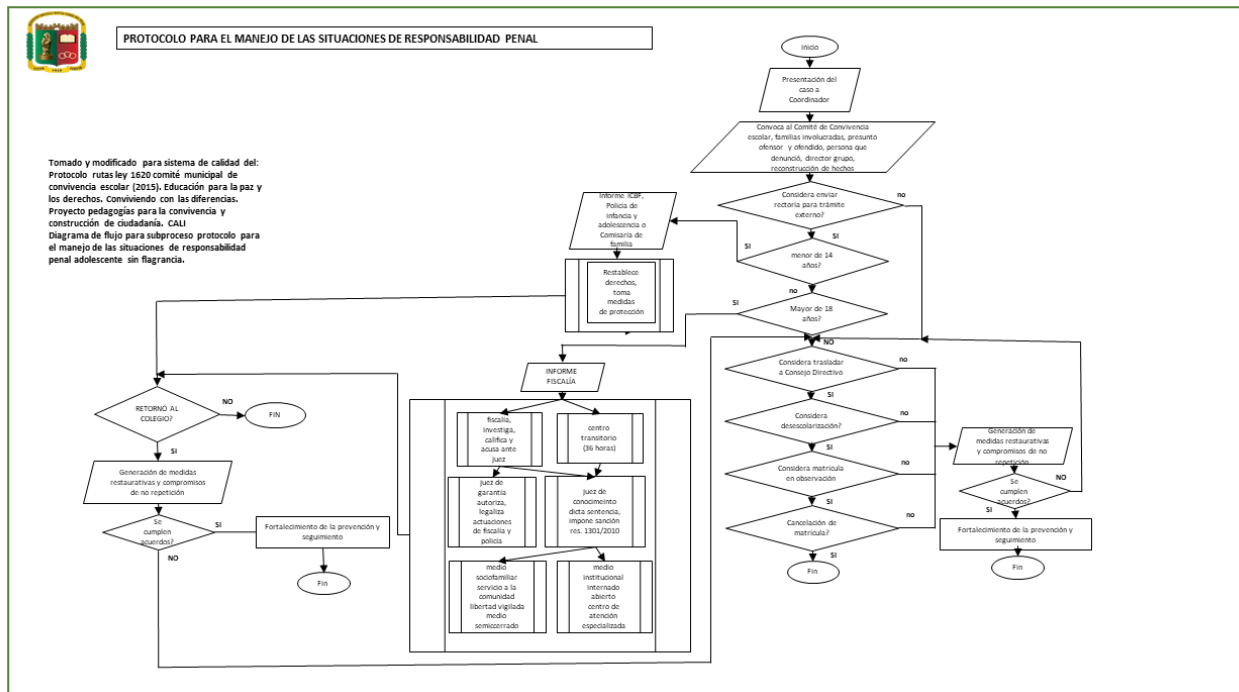 PROTOCOLO PARA EL MANEJO DE LAS SITUACIONES DE RESPONSABILIDAD PENAL
Tomado y modificado para sistema de calidad del:
Protocolo rutas ley 1620 comité municipal de
convivencia escolar (2015). Educación para la paz y
los derechos. Conviviendo con las diferencias.
Proyecto pedagogías para la convivencia y
construcción de ciudadanía. CALI
Diagrama de flujo para subproceso protocolo para
el manejo de las situaciones de responsabilidad
penal adolescente sin flagrancia.
Inicio
Presentación del
caso a
Coordinador
Convoca al Comité de Convivencia
escolar, familias involucradas, presunto
ofensor y ofendido, persona que
denunció, director grupo,
reconstrucción de hechos
Considera enviar
rectoría para trámite
externo?
no
SI
menor de 14
años?
SI
no
Informe ICBF,
Policía de
infancia y
adolescencia o
Comisaría de
familia
Restablece
derechos,
toma
medidas
de protección
Mayor de 18
años?
SI
NO
INFORME
FISCALÍA
fiscalía,
investiga,
califica y
acusa ante
juez
centro
transitorio
(36 horas)
juez de
garantía
autoriza,
legaliza
actuaciones
de fiscalía y
policía
juez de
conocimeinto
dicta sentencia,
impone sanción
res. 1301/2010
medio
sociofamiliar
servicio a la
comunidad
libertad vigilada
medio
semiccerrado
medio
institucional
internado
abierto
centro de
atención
especializada
RETORNÓ AL
COLEGIO?
NO
FIN
SI
Generación de medidas
restaurativas y compromisos
de no repetición
Se
cumplen
acuerdos?
SI
NO
Fortalecimiento de la prevención y
seguimiento
Fin
Considera trasladar
a Consejo Directivo
no
SI
Considera
desescolarización?
no
SI
Considera matrícula
en observación
no
SI
Cancelación de
matrícula?
no
SI
Fin
Generación de
medidas restaurativas
y compromisos de no
repetición
Se
cumplen
acuerdos?
NO
SI
Fortalecimiento de la prevención y
seguimiento
Fin